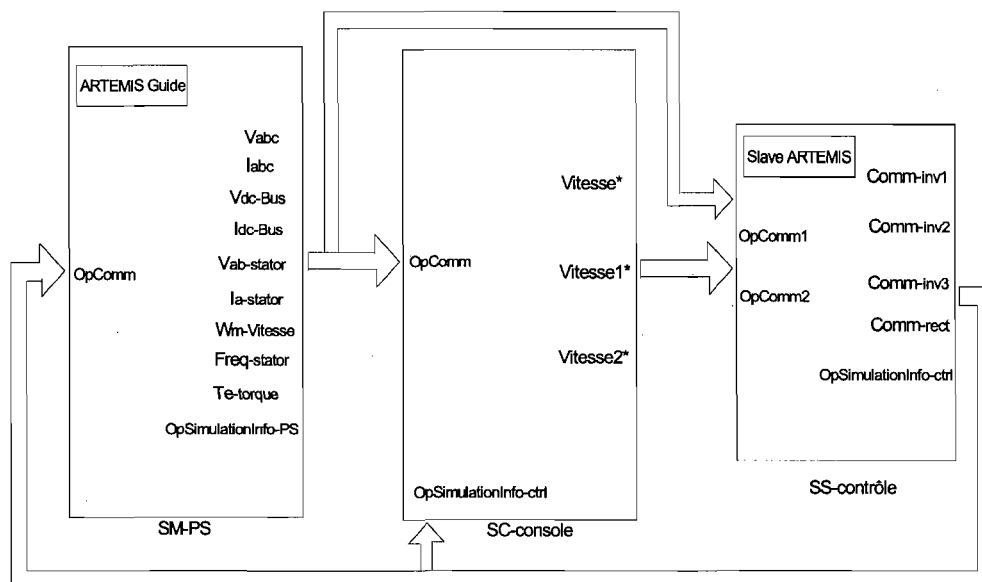 ARTEMIS Guide
Vabc
Iabc
Vdc-Bus
Idc-Bus
OpComm
Vab-stator
Ia-stator
Wm-Vitesse
Freq-stator
Te-torque
OpSimulationInfo-PS
SM-PS
Vitesse*
OpComm
Vitesse1*
Vitesse2*
OpSimulationInfo-ctrl
SC-console
Slave ARTEMIS
Comm-inv1
OpComm1
Comm-inv2
OpComm2
Comm-inv3
Comm-rect
OpSimulationInfo-ctrl
SS-contrôle